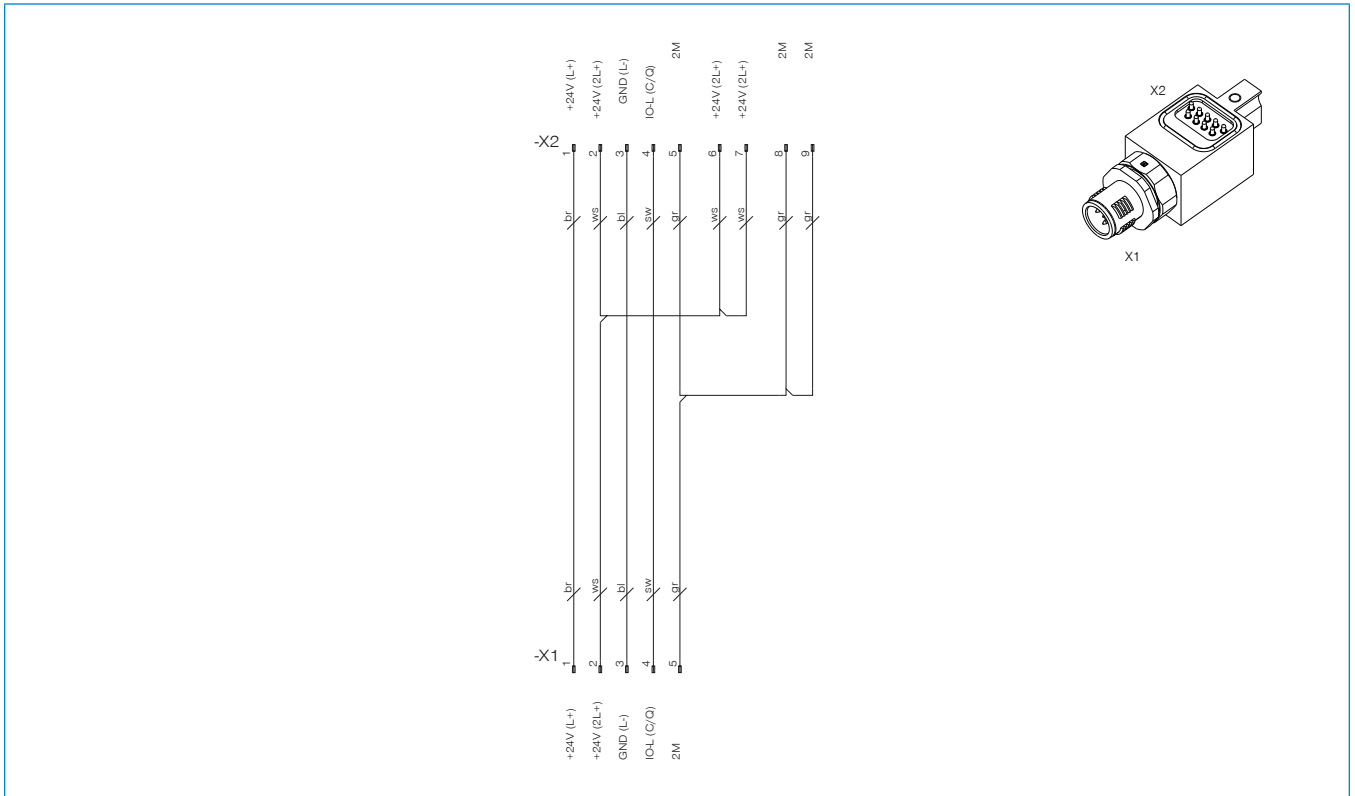 +24V (L+)
+24V (2L+)
GND (L-)
IO-L (C/Q)
2M
+24V (2L+)
+24V (2L+)
2M
2M
-X2
1
2
3
4
5
6
7
8
9
br
ws
bl
sw
gr
ws
ws
gr
gr
br
ws
bl
sw
gr
-X1
1
2
3
4
5
+24V (L+)
+24V (2L+)
GND (L-)
IO-L (C/Q)
2M
X2
X1